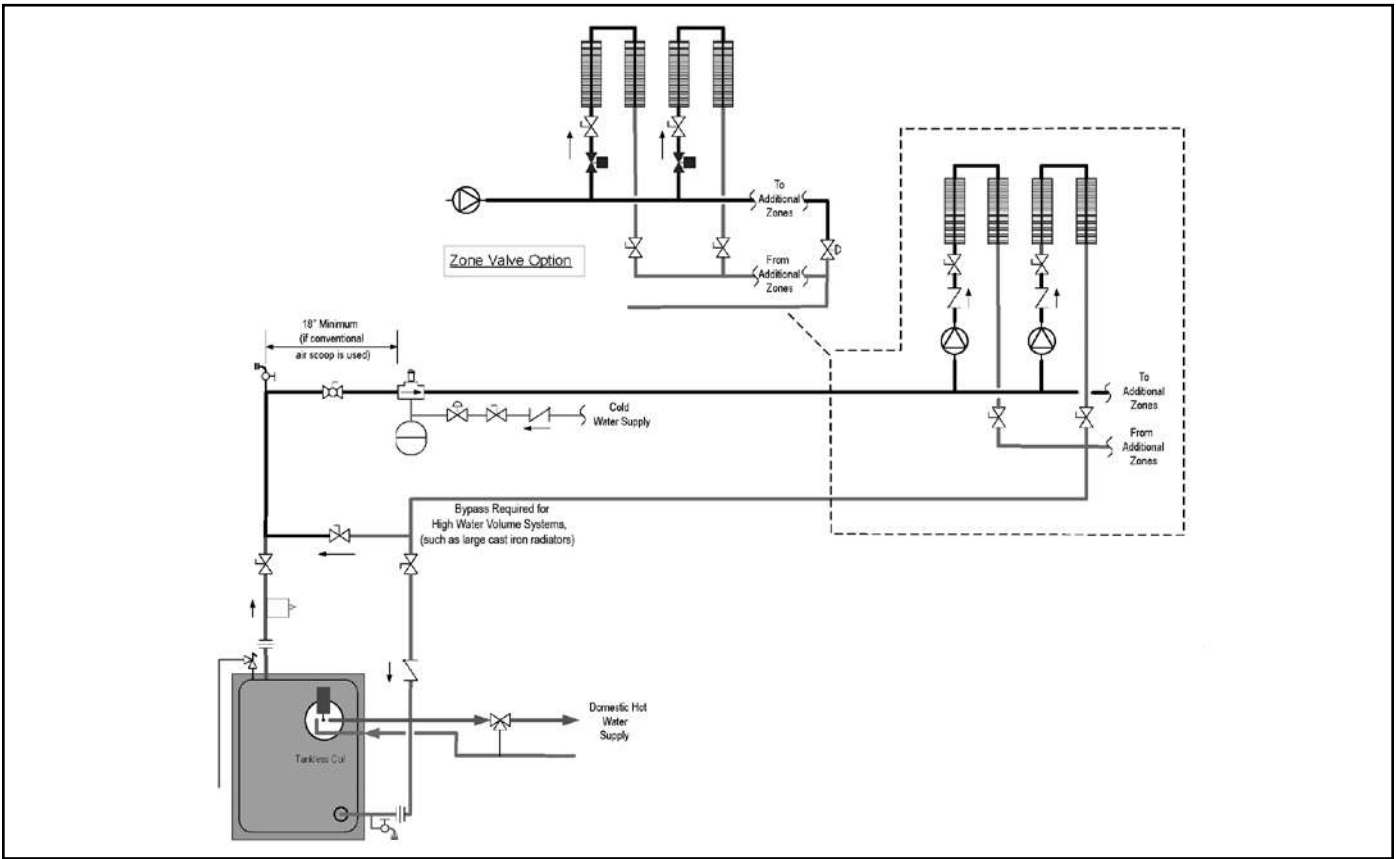 To
Additional
Zones
Zone Valve Option
From
Additional
Zones
18" Minimum
(if conventional
air scoop is used)
To
Additional
Zones
Cold
Water Supply
From
Additional
Zones
Bypass Required for
High Water Volume Systems,
(such as large cast iron radiators)
Domestic Hot
Water
Supply
Tankless Coil